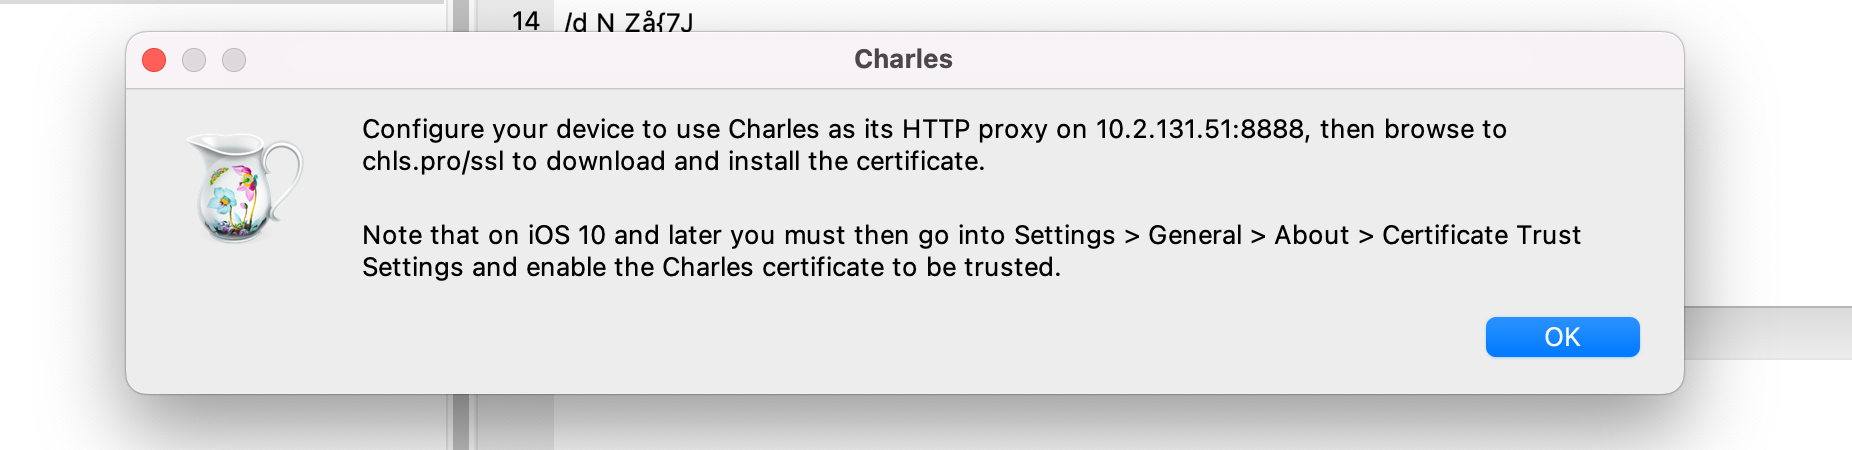 14 /d N Zå{7J
Charles
Configure your device to use Charles as its HTTP proxy on 10.2.131.51:8888, then browse to
chls.pro/ssl to download and install the certificate.
Note that on iOS 10 and later you must then go into Settings > General > About > Certificate Trust
Settings and enable the Charles certificate to be trusted.
OK